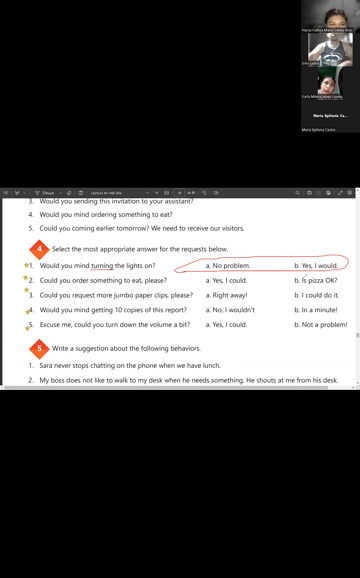 Erin castro
Maria Epifania Ca...
Maria Epifania Castro
Dibujar
Lectura en voz alta
3. Would you sending this invitation to your assistant?
4. Would you mind ordering something to eat?
5. Could you coming earlier tomorrow? We need to receive our visitors.
4 Select the most appropriate answer for the requests below.
1. Would you mind turning the lights on? a. No problem. b. Yes, I would.
2. Could you order something to eat, please? a. Yes, I could. b. Is pizza OK?
3. Could you request more jumbo paper clips, please? a. Right away! b. I could do it.
4. Would you mind getting 10 copies of this report? a. No, I wouldn't b. In a minute!
5. Excuse me, could you turn down the volume a bit? a. Yes, I could. b. Not a problem!
5 Write a suggestion about the following behaviors.
1. Sara never stops chatting on the phone when we have lunch.
2. My boss does not like to walk to my desk when he needs something. He shouts at me from his desk.